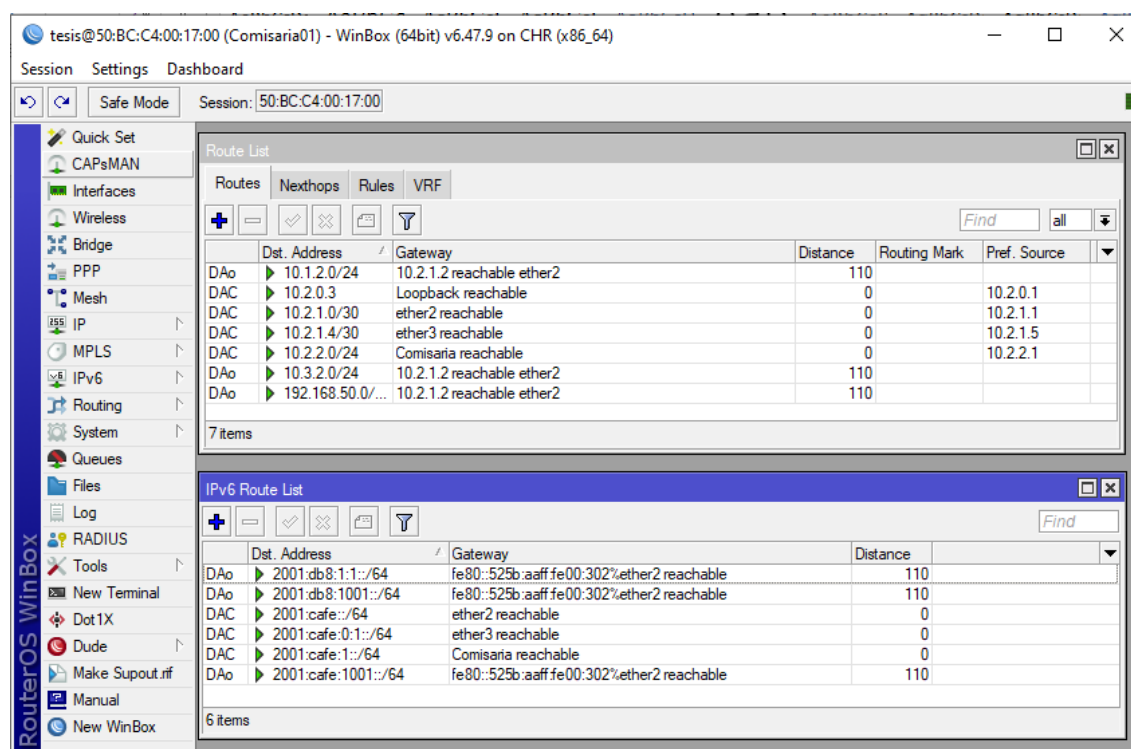 tesis@50:BC:C4:00:17:00 (Comisaria01) - WinBox (64bit) v6.47.9 on CHR (x86_64)
Session Settings Dashboard
Safe Mode Session: 50:BC:C4:00:17:00
Quick Set
CAPsMAN
Interfaces
Wireless
Bridge
PPP
Mesh
IP
MPLS
IPv6
Routing
System
Queues
Files
Log
RADIUS
Tools
New Terminal
Dot1X
Dude
Make Supout.rif
Manual
New WinBox
RouterOS WinBox
Route List
Routes Nexthops Rules VRF
Find all
Dst. Address Gateway Distance Routing Mark Pref. Source
DAo 10.1.2.0/24 10.2.1.2 reachable ether2 110
DAC 10.2.0.3 Loopback reachable 0 10.2.0.1
DAC 10.2.1.0/30 ether2 reachable 0 10.2.1.1
DAC 10.2.1.4/30 ether3 reachable 0 10.2.1.5
DAC 10.2.2.0/24 Comisaria reachable 0 10.2.2.1
DAo 10.3.2.0/24 10.2.1.2 reachable ether2 110
DAo 192.168.50.0/... 10.2.1.2 reachable ether2 110
7 items
IPv6 Route List
Find
Dst. Address Gateway Distance
DAo 2001:db8:1:1::/64 fe80::525b:aaff:fe00:302%ether2 reachable 110
DAo 2001:db8:1001::/64 fe80::525b:aaff:fe00:302%ether2 reachable 110
DAC 2001:cafe::/64 ether2 reachable 0
DAC 2001:cafe:0:1::/64 ether3 reachable 0
DAC 2001:cafe:1::/64 Comisaria reachable 0
DAo 2001:cafe:1001::/64 fe80::525b:aaff:fe00:302%ether2 reachable 110
6 items